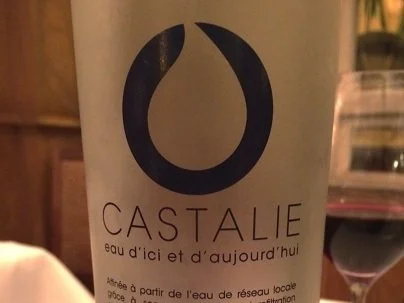 CASTALIE
eau d'ici et d'aujourd'hui
Affinée à partir de l'eau de réseau locale
grâce à